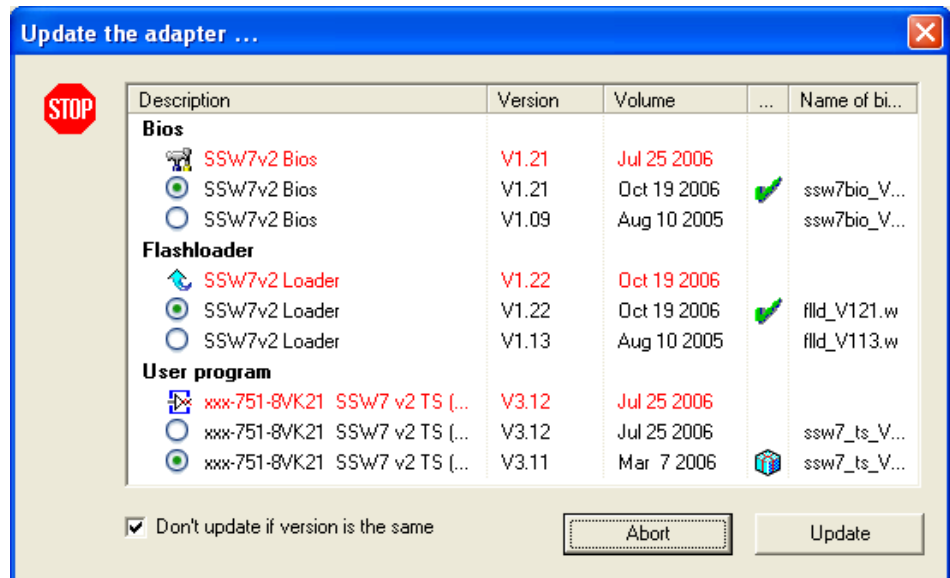 Update the adapter ...
STOP
Description Version Volume ... Name of bi...
Bios
SSW7v2 Bios V1.21 Jul 25 2006
SSW7v2 Bios V1.21 Oct 19 2006 ssw7bio_V...
SSW7v2 Bios V1.09 Aug 10 2005 ssw7bio_V...
Flashloader
SSW7v2 Loader V1.22 Oct 19 2006
SSW7v2 Loader V1.22 Oct 19 2006 flld_V121.w
SSW7v2 Loader V1.13 Aug 10 2005 flld_V113.w
User program
xxx-751-8VK21 SSW7 v2 TS (... V3.12 Jul 25 2006
xxx-751-8VK21 SSW7 v2 TS (... V3.12 Jul 25 2006 ssw7_ts_V...
xxx-751-8VK21 SSW7 v2 TS (... V3.11 Mar 7 2006 ssw7_ts_V...
Don't update if version is the same
Abort Update